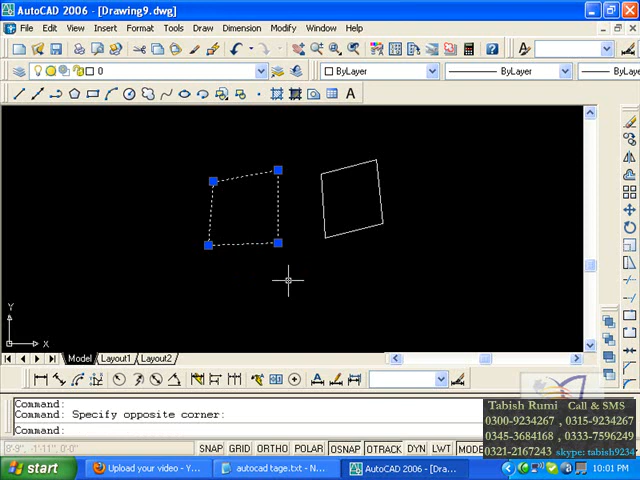 AutoCAD 2006 - [Drawing9.dwg]
File Edit View Insert Format Tools Draw Dimension Modify Window Help
0 ByLayer ByLayer ByLayer
A
Y
X
Model Layout1 Layout2
Command:
Command: Specify opposite corner:
Command:
SNAP GRID ORTHO POLAR OSNAP OTRACK DYN LWT MODE
Tabish Rumi Call & SMS
0300-9234267 , 0315-9234267
0345-3684168 , 0333-7596249
0321-2167243 skype: tabish9234
start Upload your video - Y... autocad tage.txt - N... AutoCAD 2006 - [Dra... 10:01 PM